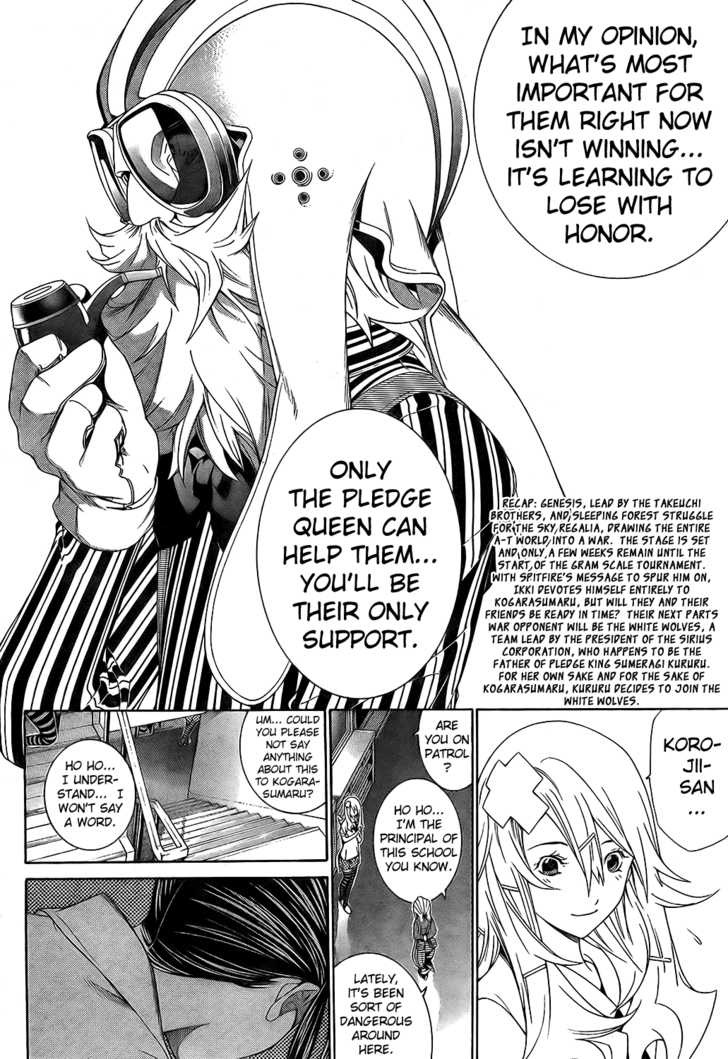 IN MY OPINION,
WHAT'S MOST
IMPORTANT FOR
THEM RIGHT NOW
ISN'T WINNING...
IT'S LEARNING TO
LOSE WITH
HONOR.
ONLY
THE PLEDGE
QUEEN CAN
HELP THEM...
YOU'LL BE
THEIR ONLY
SUPPORT.
RECAP: GENESIS, LEAD BY THE TAKEUCHI
BROTHERS, AND SLEEPING FOREST STRUGGLE
FOR THE SKY REGALIA, DRAWING THE ENTIRE
A-T WORLD INTO A WAR. THE STAGE IS SET
AND ONLY A FEW WEEKS REMAIN UNTIL THE
START OF THE GRAM SCALE TOURNAMENT.
WITH SPITFIRE'S MESSAGE TO SPUR HIM ON,
IKKI DEVOTES HIMSELF ENTIRELY TO
KOGARASUMARU, BUT WILL THEY AND THEIR
FRIENDS BE READY IN TIME? THEIR NEXT PARTS
WAR OPPONENT WILL BE THE WHITE WOLVES, A
TEAM LEAD BY THE PRESIDENT OF THE SIRIUS
CORPORATION, WHO HAPPENS TO BE THE
FATHER OF PLEDGE KING SUMERAGI KURURU.
FOR HER OWN SAKE AND FOR THE SAKE OF
KOGARASUMARU, KURURU DECIDES TO JOIN THE
WHITE WOLVES.
KORO-
JII-
SAN
...
ARE YOU
ON
PATROL
?
HO HO...
I'M THE
PRINCIPAL OF
THIS SCHOOL
YOU KNOW.
LATELY,
IT'S BEEN
SORT OF
DANGEROUS
AROUND
HERE.
UM... COULD
YOU PLEASE
NOT SAY
ANYTHING
ABOUT THIS
TO KOGARA-
SUMARU?
HO HO...
I UNDER-
STAND... I
WON'T SAY
A WORD.